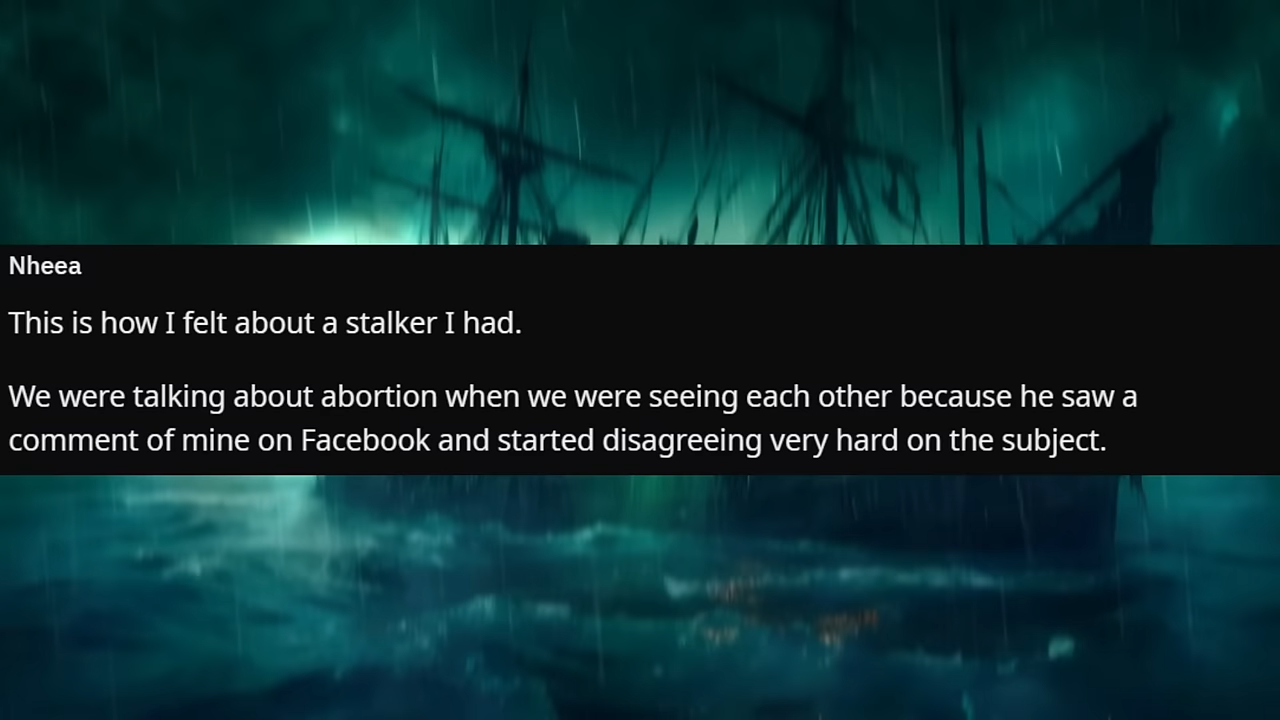 Nheea
This is how I felt about a stalker I had.
We were talking about abortion when we were seeing each other because he saw a
comment of mine on Facebook and started disagreeing very hard on the subject.